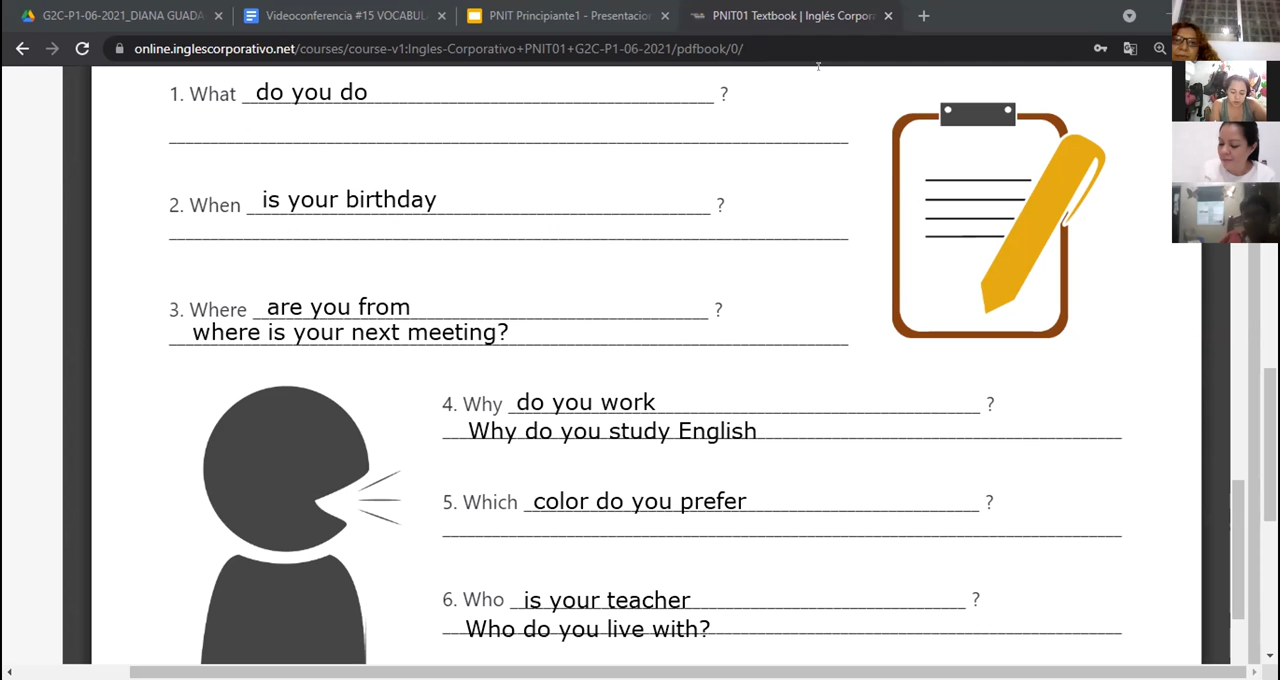 G2C-P1-06-2021_DIANA GUADA
Videoconferencia #15 VOCABUL
PNIT Principiante1 - Presentacion
PNIT01 Textbook | Inglés Corpora
online.inglescorporativo.net/courses/course-v1:Ingles-Corporativo+PNIT01+G2C-P1-06-2021/pdfbook/0/
1. What do you do ?
2. When is your birthday ?
3. Where are you from ?
where is your next meeting?
4. Why do you work ?
Why do you study English
5. Which color do you prefer ?
6. Who is your teacher ?
Who do you live with?